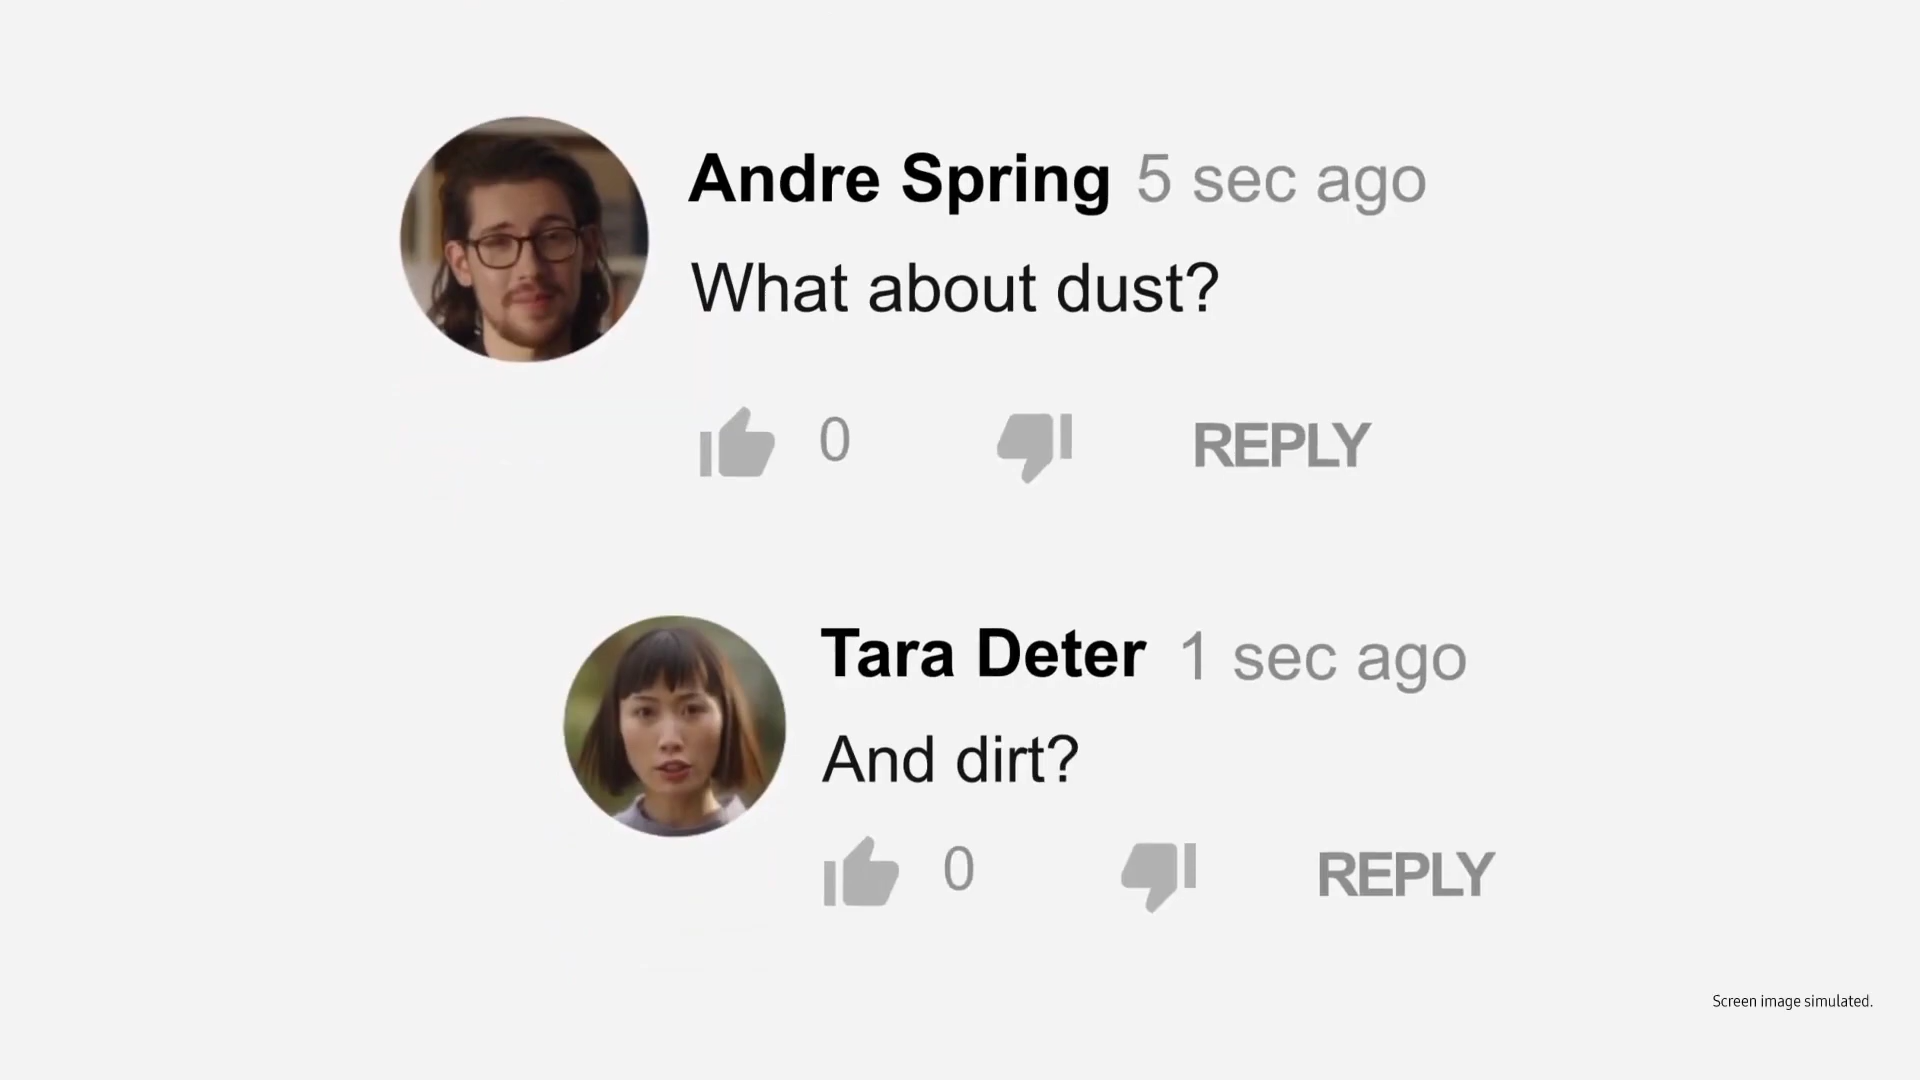 Andre Spring 5 sec ago
What about dust?
0 REPLY
Tara Deter 1 sec ago
And dirt?
0 REPLY
Screen image simulated.